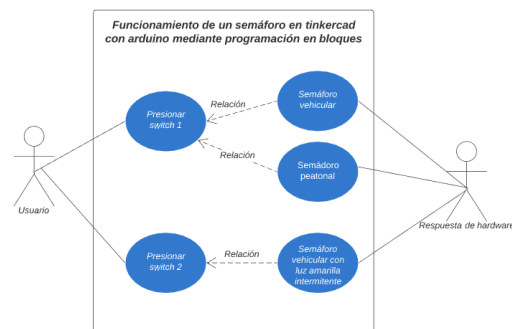 Funcionamiento de un semáforo en tinkercad
con arduino mediante programación en bloques
Presionar
switch 1
Relación
Semáforo
vehicular
Relación
Semádoro
peatonal
Usuario
Respuesta de hardware
Presionar
switch 2
Relación
Semáforo
vehicular con
luz amarilla
intermitente